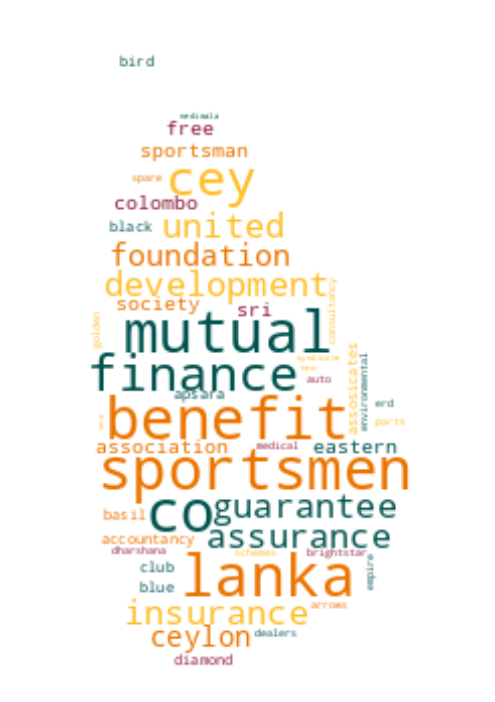 bird
free
sportsman
spare cey
colombo
black united
foundation
development
society sri consultancy
golden mutual
finance
auto
apsara environmental
assosicates
benefit erd
parts
association medical eastern
sportsmen
basil co guarantee
accountancy assurance
dharshana schemes brightstar
club lanka empire
blue
insurance arrows
ceylon dealers
diamond